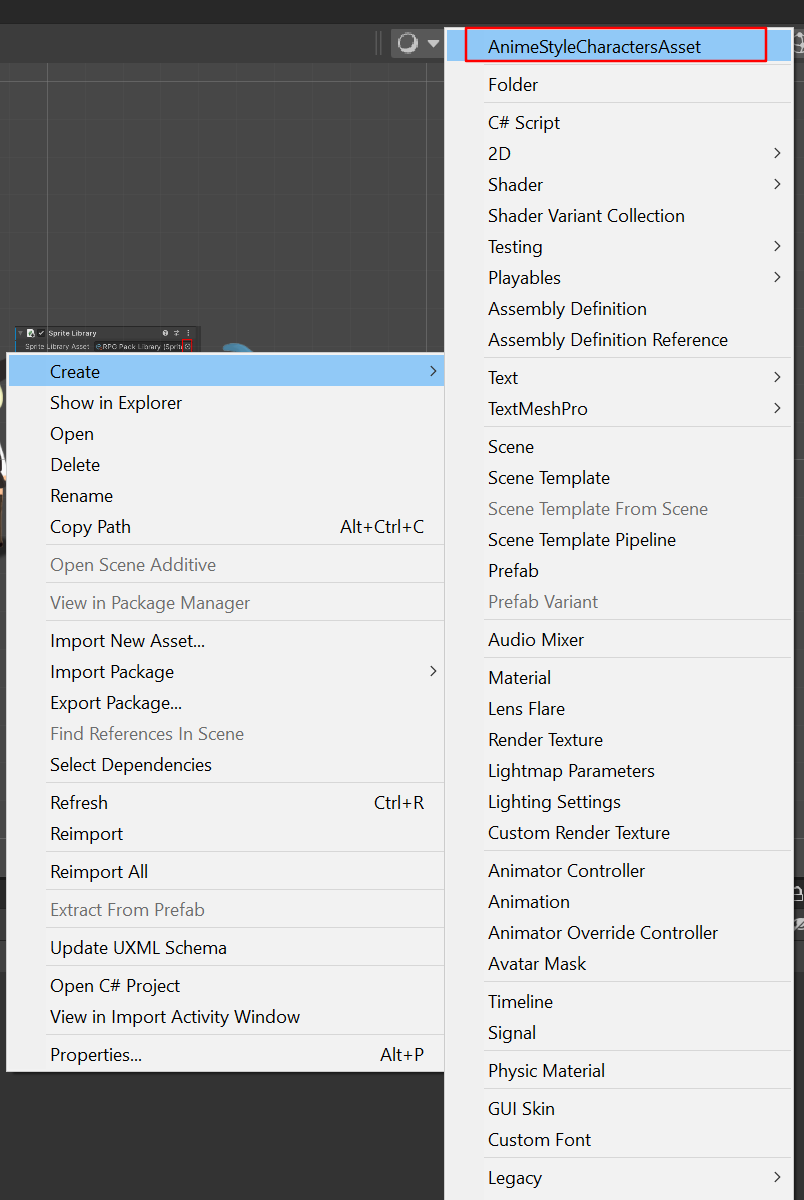 Sprite Library
Sprite Library Asset
RPG Pack Library (Sprit
Create
Show in Explorer
Open
Delete
Rename
Copy Path Alt+Ctrl+C
Open Scene Additive
View in Package Manager
Import New Asset...
Import Package
Export Package...
Find References In Scene
Select Dependencies
Refresh Ctrl+R
Reimport
Reimport All
Extract From Prefab
Update UXML Schema
Open C# Project
View in Import Activity Window
Properties... Alt+P
AnimeStyleCharactersAsset
Folder
C# Script
2D
Shader
Shader Variant Collection
Testing
Playables
Assembly Definition
Assembly Definition Reference
Text
TextMeshPro
Scene
Scene Template
Scene Template From Scene
Scene Template Pipeline
Prefab
Prefab Variant
Audio Mixer
Material
Lens Flare
Render Texture
Lightmap Parameters
Lighting Settings
Custom Render Texture
Animator Controller
Animation
Animator Override Controller
Avatar Mask
Timeline
Signal
Physic Material
GUI Skin
Custom Font
Legacy